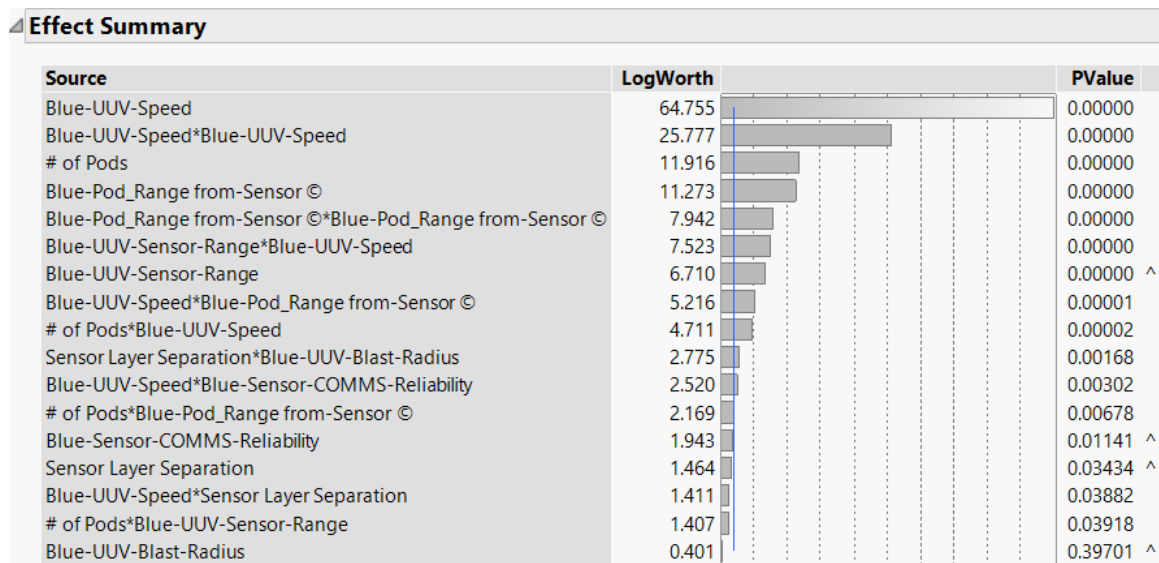 Effect Summary
Source LogWorth PValue
Blue-UUV-Speed 64.755 0.00000
Blue-UUV-Speed*Blue-UUV-Speed 25.777 0.00000
# of Pods 11.916 0.00000
Blue-Pod_Range from-Sensor © 11.273 0.00000
Blue-Pod_Range from-Sensor ©*Blue-Pod_Range from-Sensor © 7.942 0.00000
Blue-UUV-Sensor-Range*Blue-UUV-Speed 7.523 0.00000
Blue-UUV-Sensor-Range 6.710 0.00000 ^
Blue-UUV-Speed*Blue-Pod_Range from-Sensor © 5.216 0.00001
# of Pods*Blue-UUV-Speed 4.711 0.00002
Sensor Layer Separation*Blue-UUV-Blast-Radius 2.775 0.00168
Blue-UUV-Speed*Blue-Sensor-COMMS-Reliability 2.520 0.00302
# of Pods*Blue-Pod_Range from-Sensor © 2.169 0.00678
Blue-Sensor-COMMS-Reliability 1.943 0.01141 ^
Sensor Layer Separation 1.464 0.03434 ^
Blue-UUV-Speed*Sensor Layer Separation 1.411 0.03882
# of Pods*Blue-UUV-Sensor-Range 1.407 0.03918
Blue-UUV-Blast-Radius 0.401 0.39701 ^